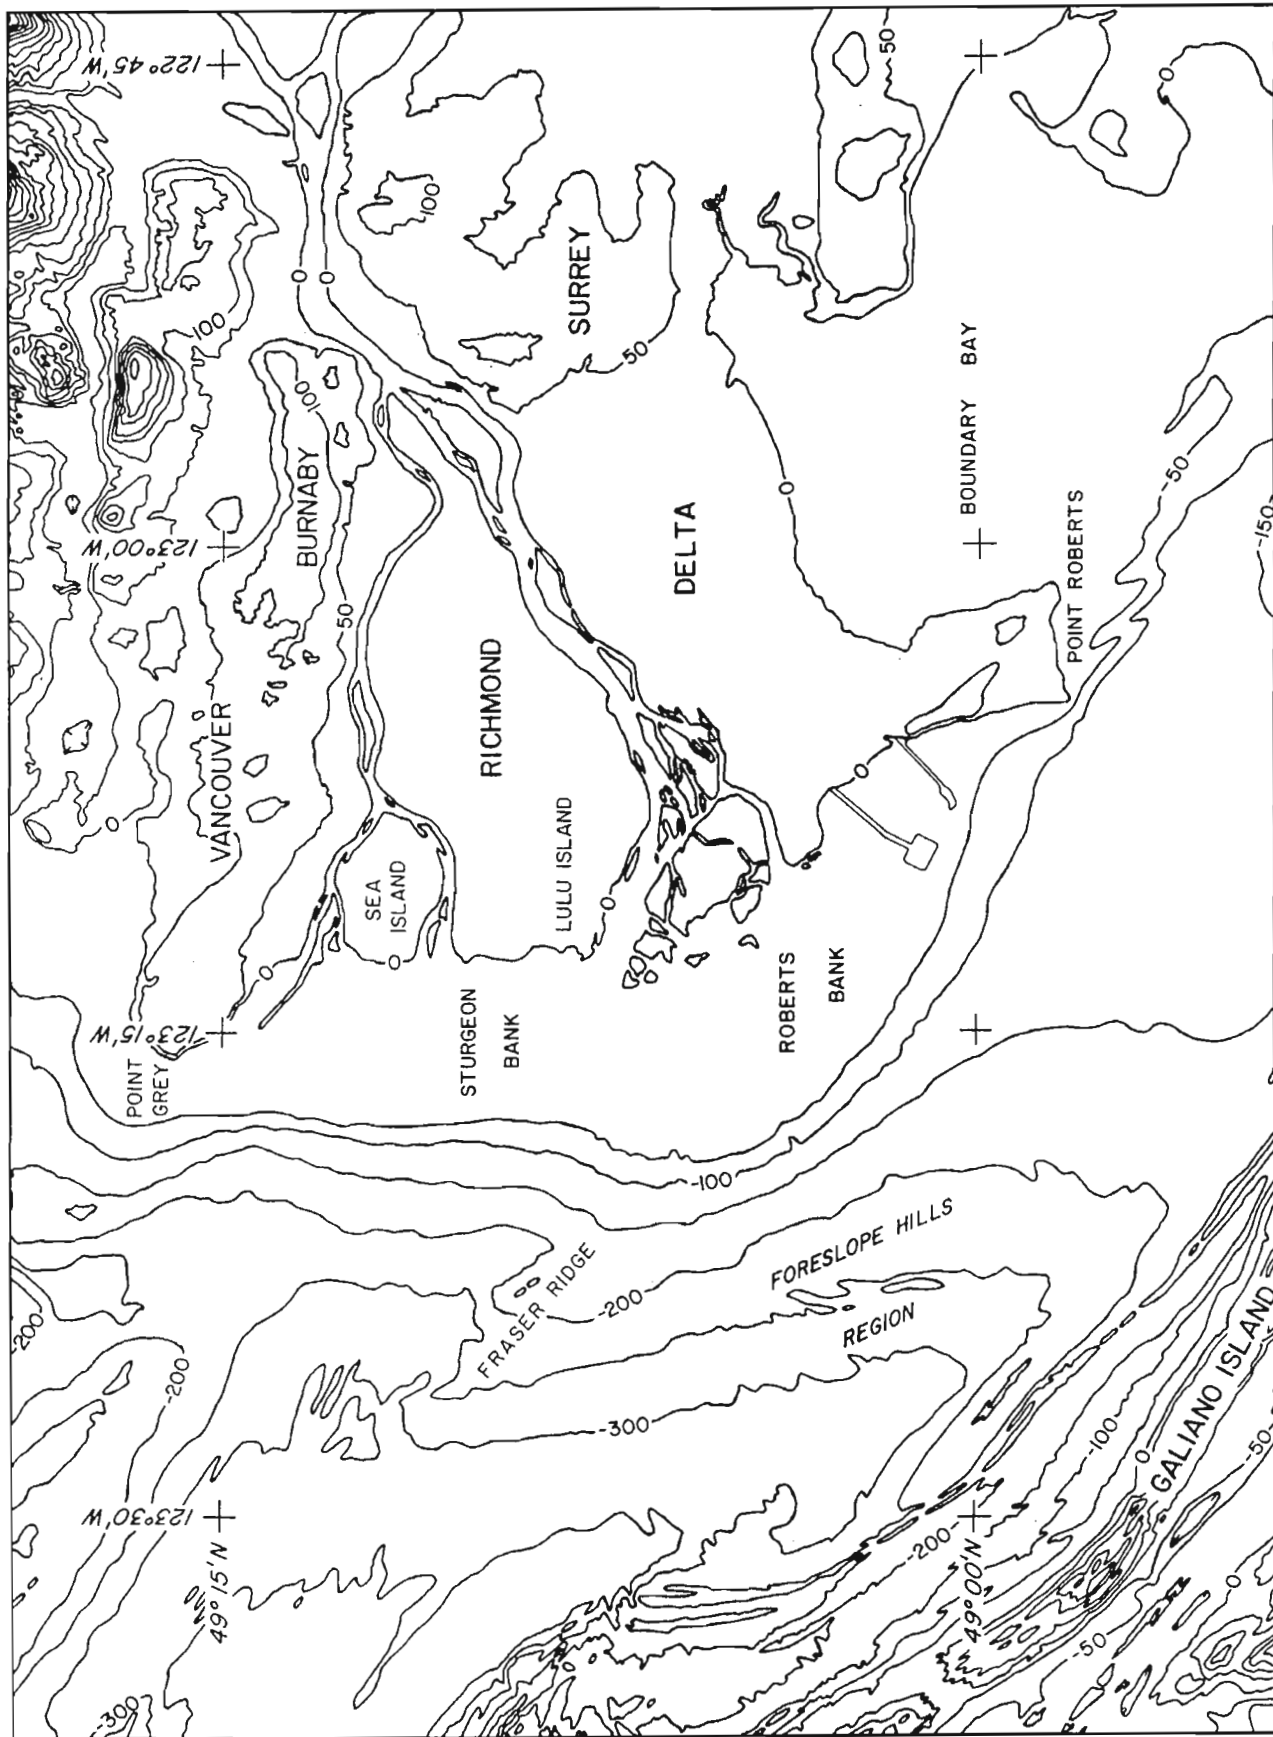 122°45'W
123°00'W
123°15'W
123°30'W
49°15'N
49°00'N
VANCOUVER
BURNABY
RICHMOND
SURREY
DELTA
SEA
ISLAND
LULU ISLAND
POINT
GREY
STURGEON
BANK
ROBERTS
BANK
BOUNDARY BAY
POINT ROBERTS
FRASER RIDGE
FORESLOPE HILLS
REGION
GALIANO ISLAND
100
100
100
50
50
50
0
0
0
0
0
0
0
0
0
0
0
-50
-150
-100
-200
-200
-200
-300
-300
-200
-100
-50
-50